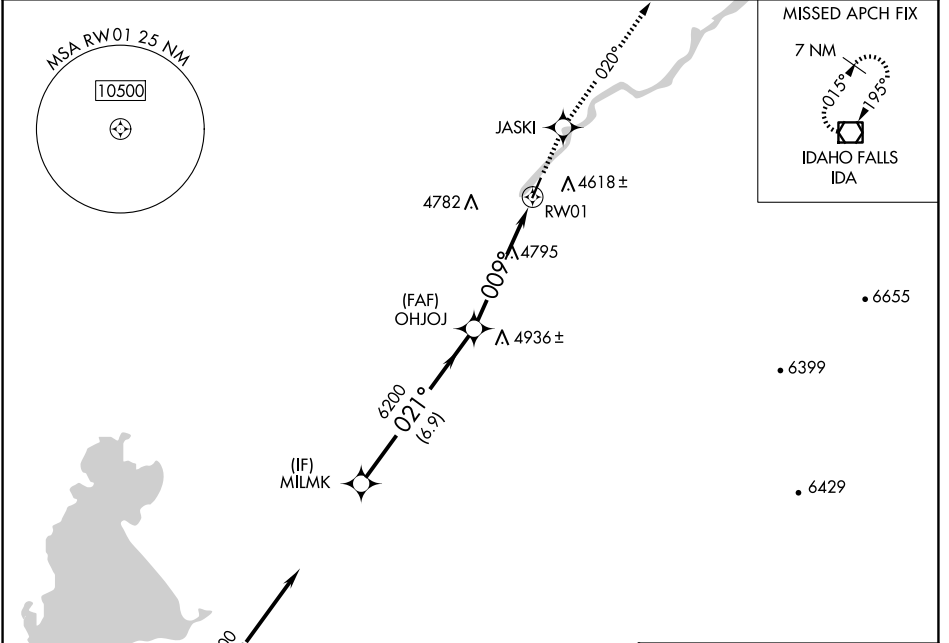 MSA RW01 25 NM
10500
MISSED APCH FIX
7 NM
015°
195°
IDAHO FALLS
IDA
020°
JASKI
4618±
4782
RW01
4795
009°
(FAF)
OHJOJ
4936±
6655
6399
6200
021°
(6.9)
(IF)
MILMK
6429